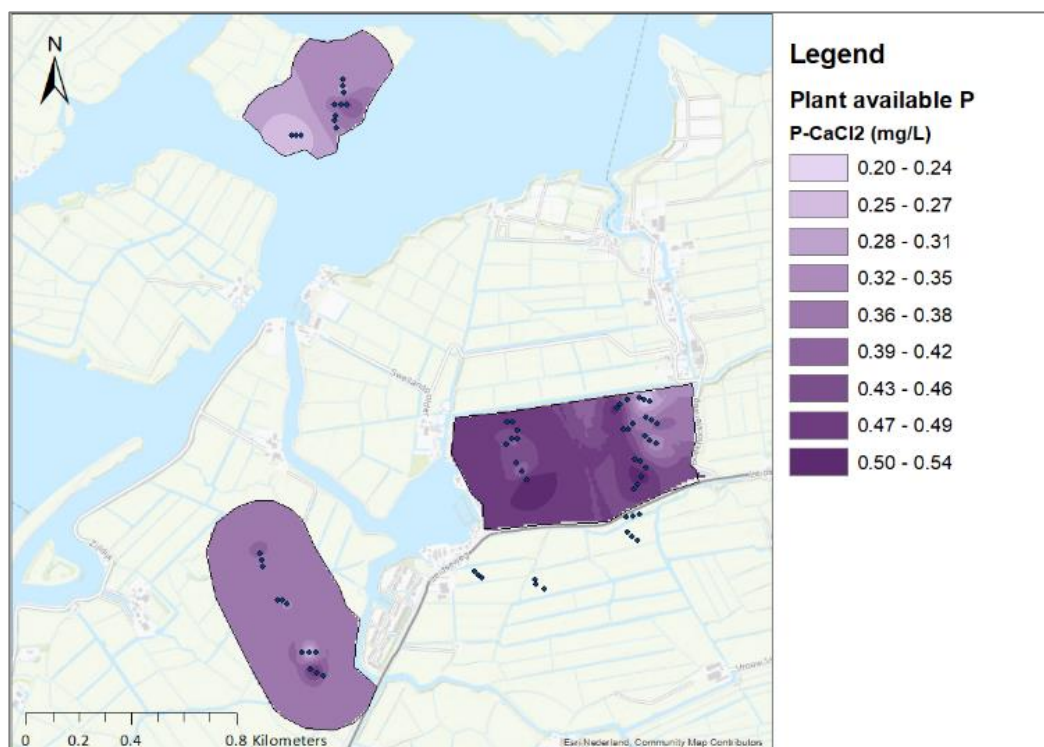 N
Legend
Plant available P
P-CaCl2 (mg/L)
0.20 - 0.24
0.25 - 0.27
0.28 - 0.31
0.32 - 0.35
0.36 - 0.38
0.39 - 0.42
0.43 - 0.46
0.47 - 0.49
0.50 - 0.54
Zijldijk
0 0.2 0.4 0.8 Kilometers
Esri Nederland, Community Map Contributors